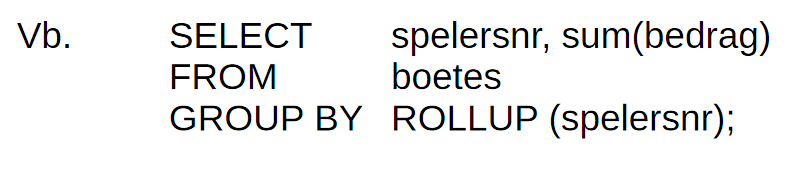 Vb. SELECT spelersnr, sum(bedrag)
FROM boetes
GROUP BY ROLLUP (spelersnr);